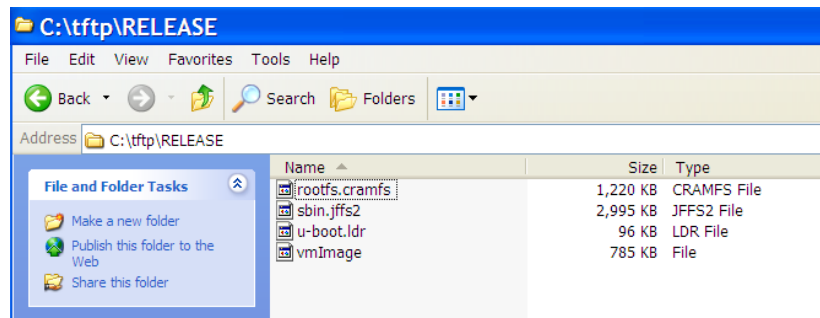 C:\tftp\RELEASE
File Edit View Favorites Tools Help
Back Search Folders
Address C:\tftp\RELEASE
Name Size Type
File and Folder Tasks
Make a new folder
Publish this folder to the
Web
Share this folder
rootfs.cramfs 1,220 KB CRAMFS File
sbin.jffs2 2,995 KB JFFS2 File
u-boot.ldr 96 KB LDR File
vmImage 785 KB File